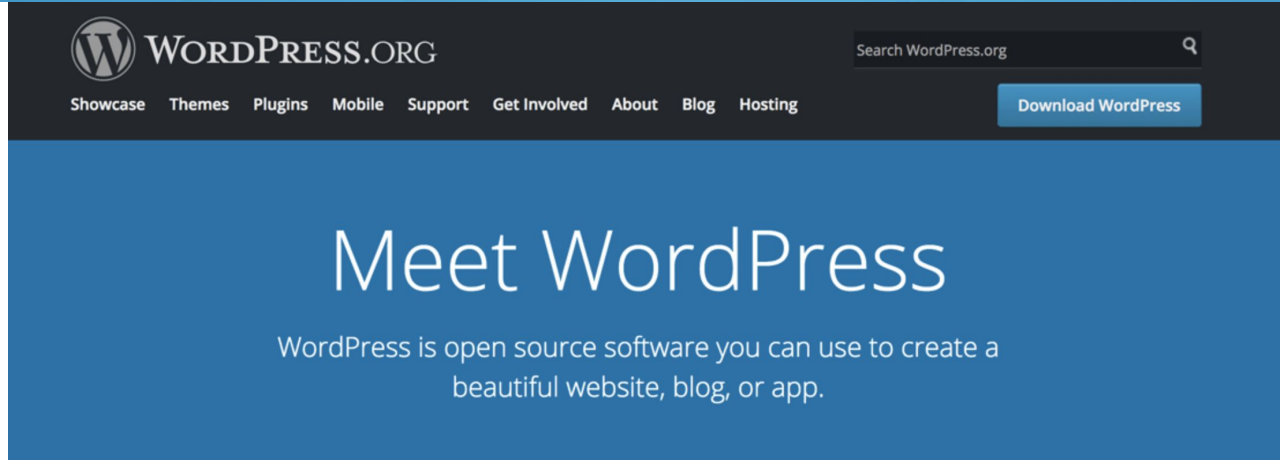 WORDPRESS.ORG
Search WordPress.org
Showcase Themes Plugins Mobile Support Get Involved About Blog Hosting
Download WordPress
Meet WordPress
WordPress is open source software you can use to create a
beautiful website, blog, or app.